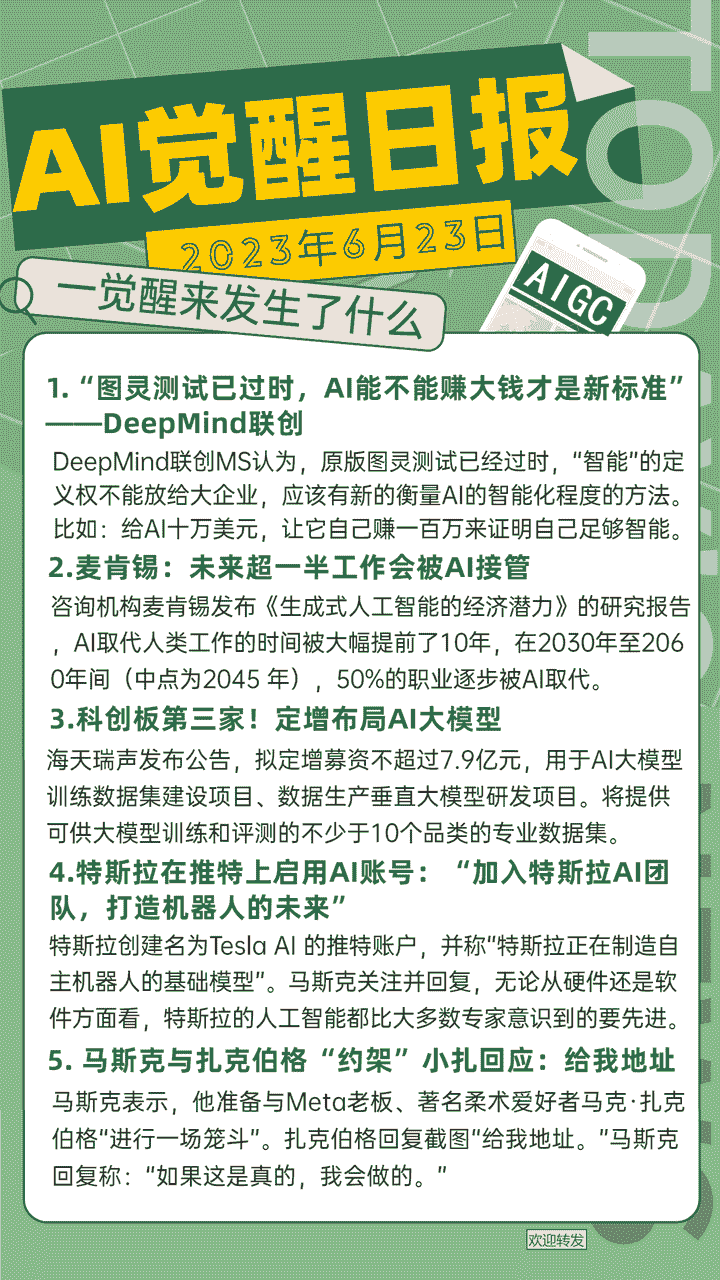 AI觉醒日报
2023年6月23日
一觉醒来发生了什么
AIGC
1.“图灵测试已过时，AI能不能赚大钱才是新标准”
——DeepMind联创
DeepMind联创MS认为，原版图灵测试已经过时，“智能”的定
义权不能放给大企业，应该有新的衡量AI的智能化程度的方法。
比如：给AI十万美元，让它自己赚一百万来证明自己足够智能。
2.麦肯锡：未来超一半工作会被AI接管
咨询机构麦肯锡发布《生成式人工智能的经济潜力》的研究报告
，AI取代人类工作的时间被大幅提前了10年，在2030年至206
0年间（中点为2045 年），50%的职业逐步被AI取代。
3.科创板第三家！定增布局AI大模型
海天瑞声发布公告，拟定增募资不超过7.9亿元，用于AI大模型
训练数据集建设项目、数据生产垂直大模型研发项目。将提供
可供大模型训练和评测的不少于10个品类的专业数据集。
4.特斯拉在推特上启用AI账号：“加入特斯拉AI团
队，打造机器人的未来”
特斯拉创建名为Tesla AI 的推特账户，并称“特斯拉正在制造自
主机器人的基础模型”。马斯克关注并回复，无论从硬件还是软
件方面看，特斯拉的人工智能都比大多数专家意识到的要先进。
5. 马斯克与扎克伯格“约架”小扎回应：给我地址
马斯克表示，他准备与Meta老板、著名柔术爱好者马克·扎克
伯格“进行一场笼斗”。扎克伯格回复截图“给我地址。”马斯克
回复称：“如果这是真的，我会做的。”
欢迎转发